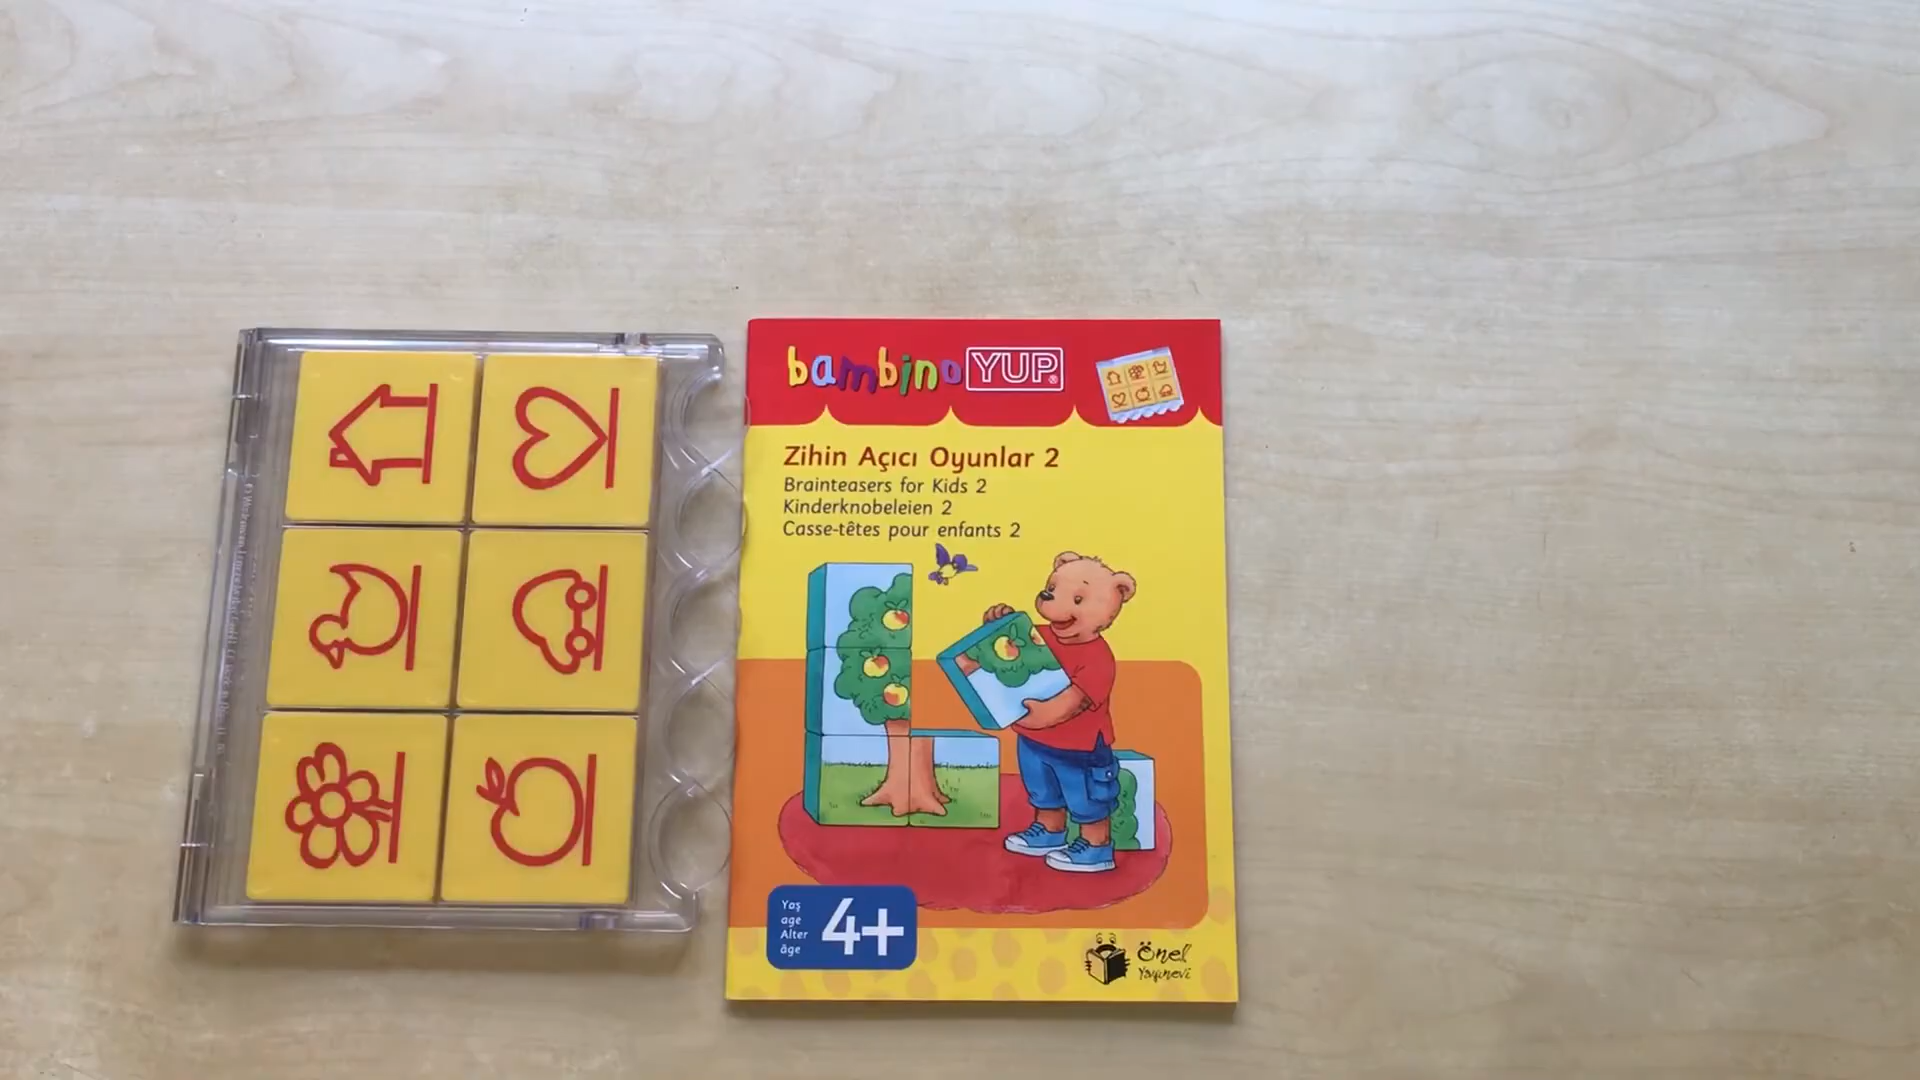 bambino YUP®
Zihin Açıcı Oyunlar 2
Brainteasers for Kids 2
Kinderknobeleien 2
Casse-têtes pour enfants 2
Yaş
age
Alter
âge
4+
Önel
Yayınevi